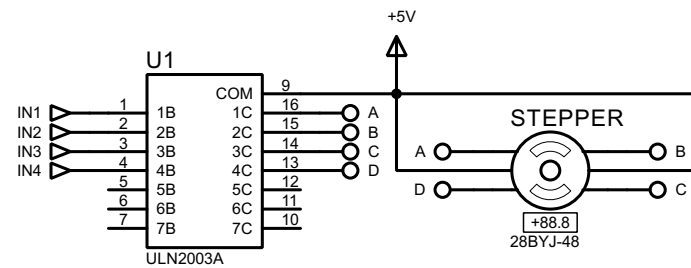 +5V
U1
COM 9
IN1 1 1B 1C 16 A
IN2 2 2B 2C 15 B
IN3 3 3B 3C 14 C
IN4 4 4B 4C 13 D
5 5B 5C 12
6 6B 6C 11
7 7B 7C 10
ULN2003A
STEPPER
A B
D C
+88.8
28BYJ-48